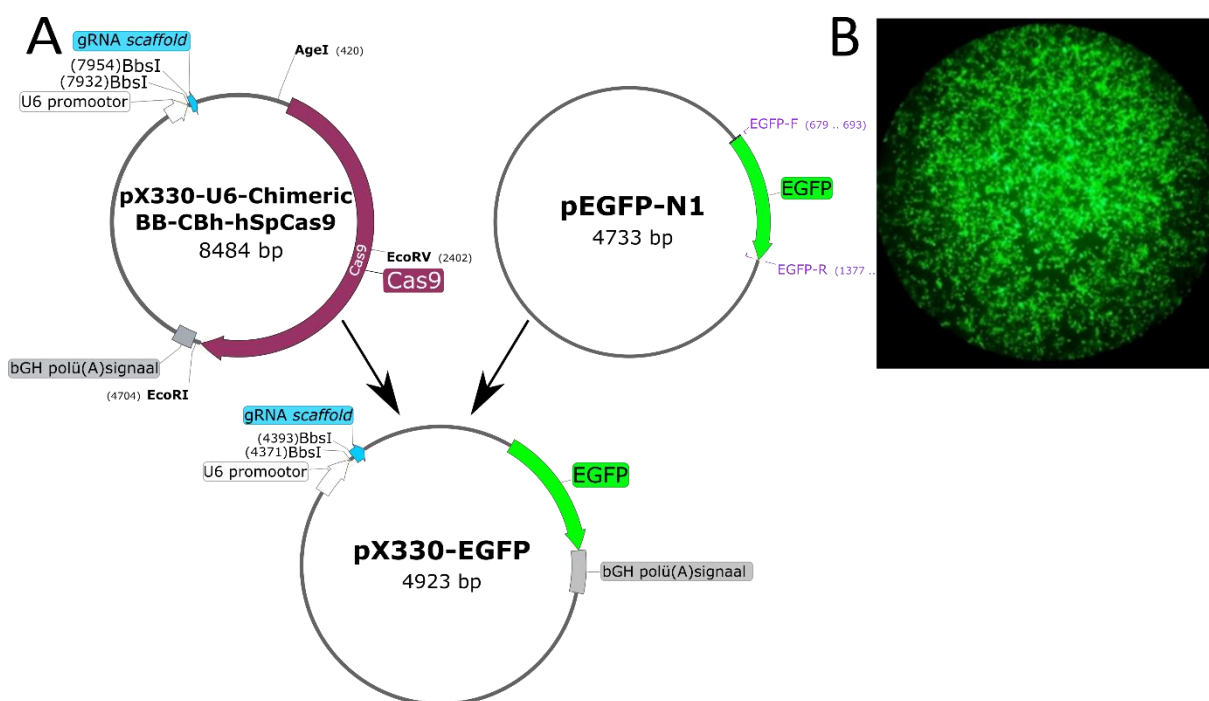 A
gRNA scaffold
(7954)BbsI
(7932)BbsI
U6 promootor
AgeI (420)
pX330-U6-Chimeric
BB-CBh-hSpCas9
8484 bp
Cas9
EcoRV (2402)
Cas9
bGH polü(A)signaal
(4704) EcoRI
EGFP-F (679 .. 693)
EGFP
pEGFP-N1
4733 bp
EGFP-R (1377 ..
B
gRNA scaffold
(4393)BbsI
(4371)BbsI
U6 promootor
EGFP
pX330-EGFP
4923 bp
bGH polü(A)signaal